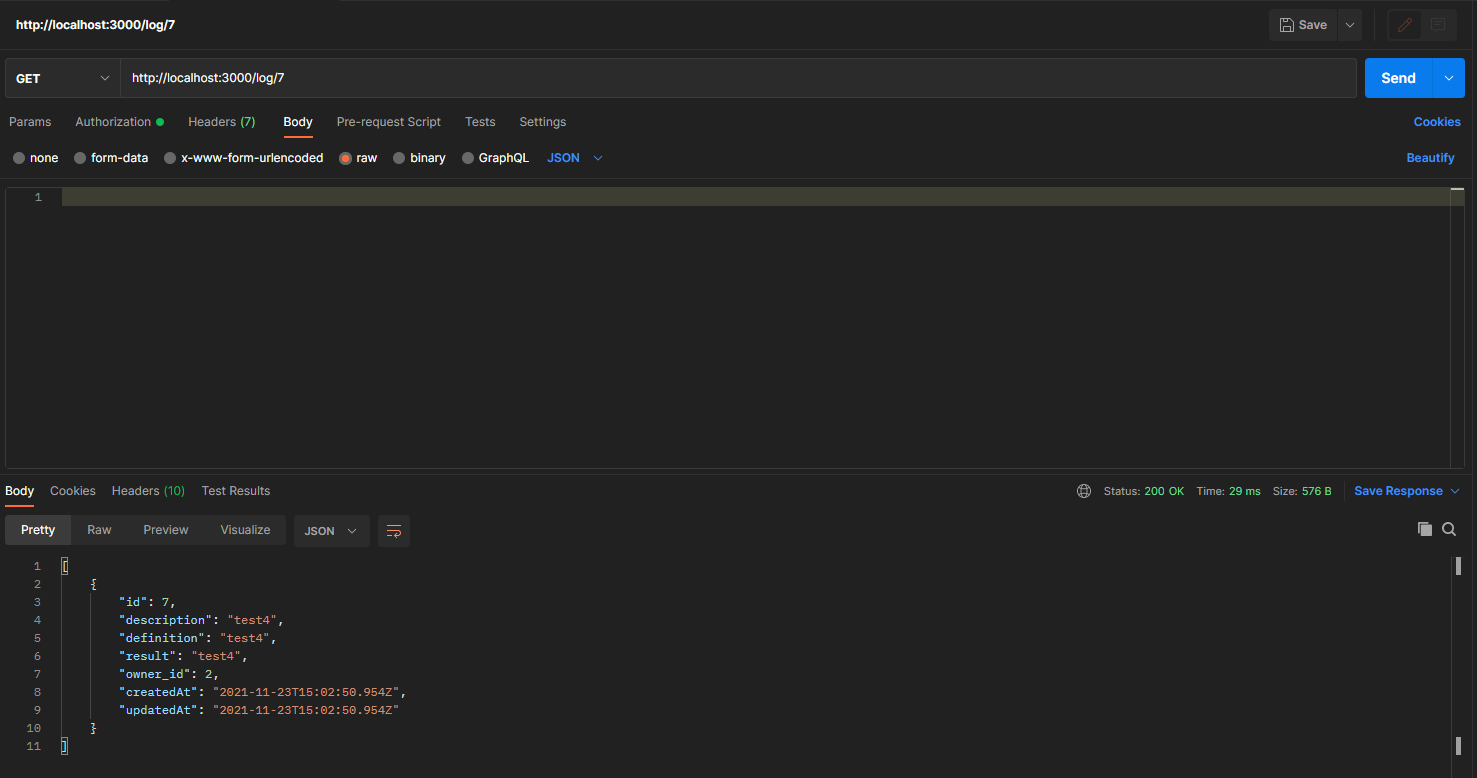 http://localhost:3000/log/7 Save
GET http://localhost:3000/log/7 Send
Params Authorization Headers (7) Body Pre-request Script Tests Settings Cookies
none form-data x-www-form-urlencoded raw binary GraphQL JSON Beautify
1
Body Cookies Headers (10) Test Results Status: 200 OK Time: 29 ms Size: 576 B Save Response
Pretty Raw Preview Visualize JSON
1 [
2 {
3 "id": 7,
4 "description": "test4",
5 "definition": "test4",
6 "result": "test4",
7 "owner_id": 2,
8 "createdAt": "2021-11-23T15:02:50.954Z",
9 "updatedAt": "2021-11-23T15:02:50.954Z"
10 }
11 ]